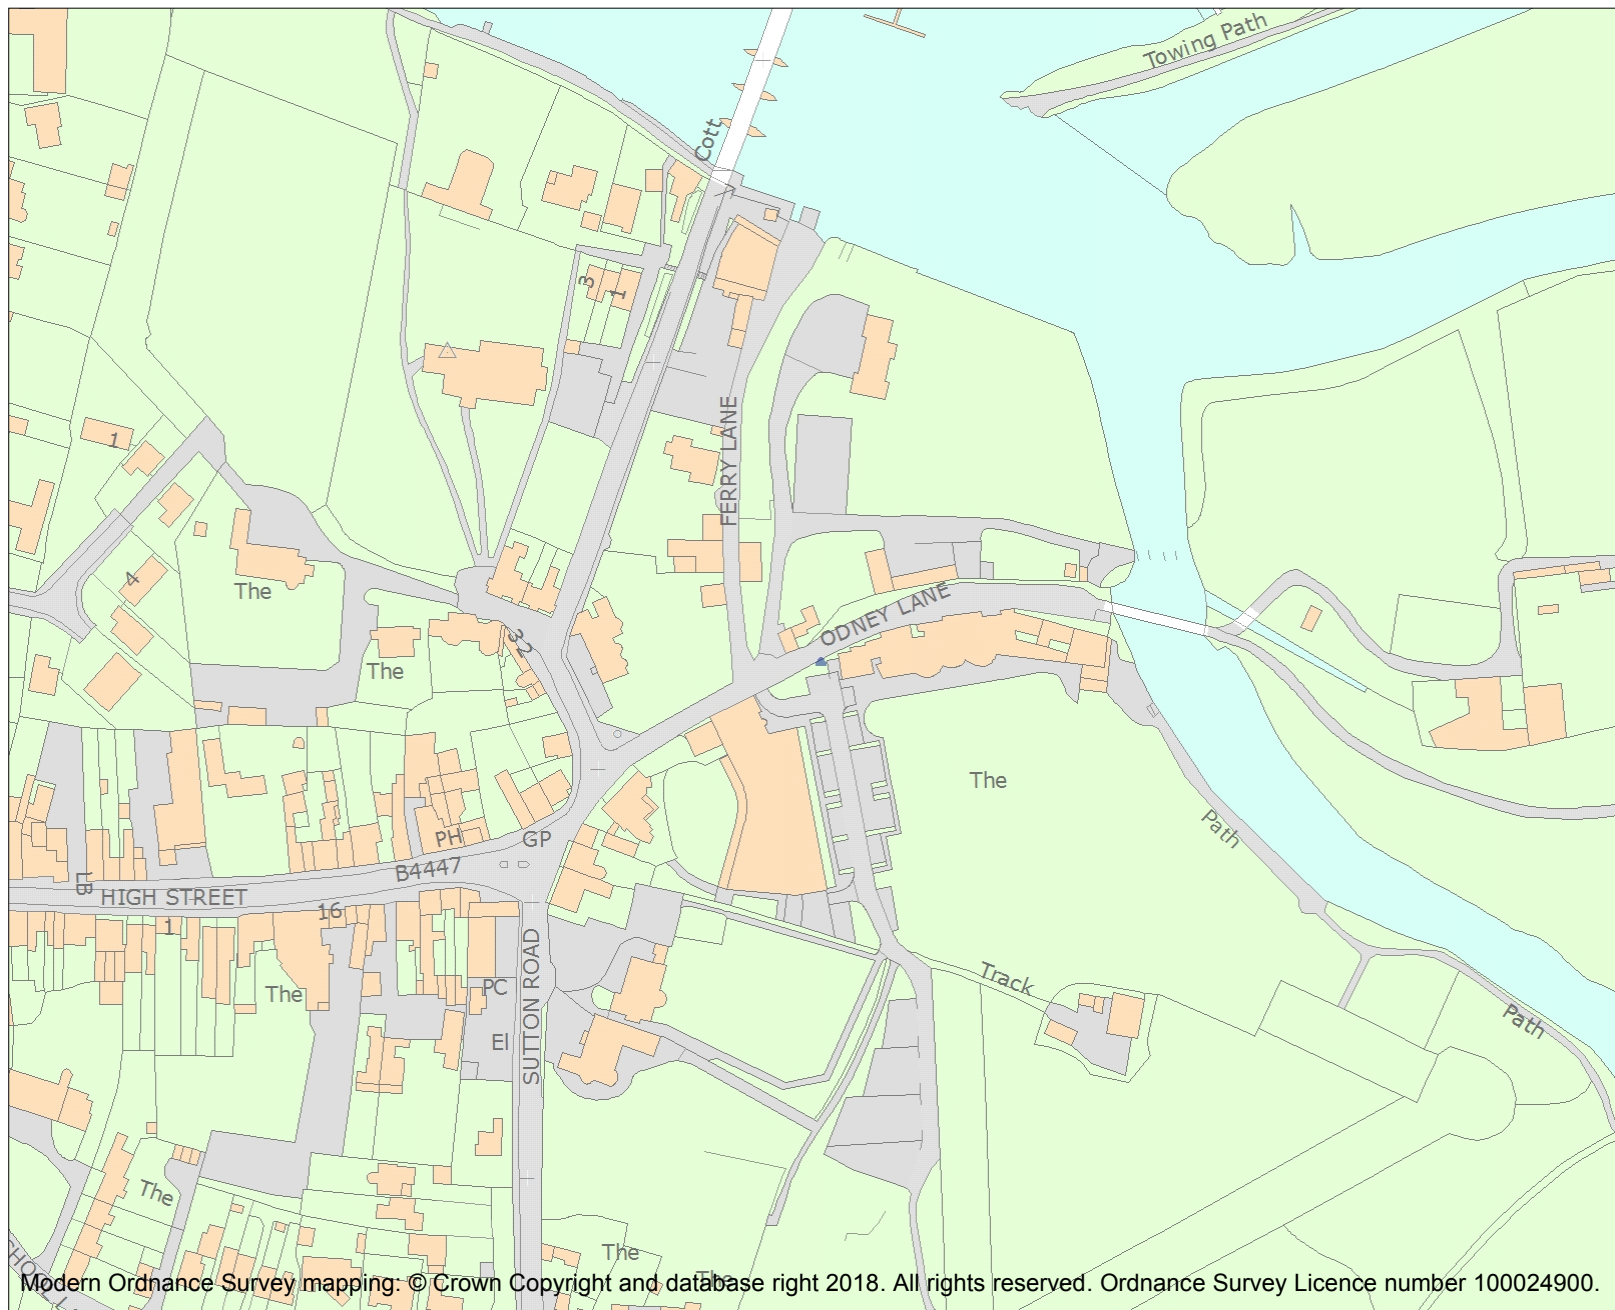 Towing Path
Cott
3
1
1
FERRY LANE
4
The
ODNEY LANE
32
The
The
PH
GP
B4447
Path
LB
HIGH STREET
16
1
SUTTON ROAD
Track
PC
The
Path
El
The
The
The
Modern Ordnance Survey mapping: © Crown Copyright and database right 2018. All rights reserved. Ordnance Survey Licence number 100024900.